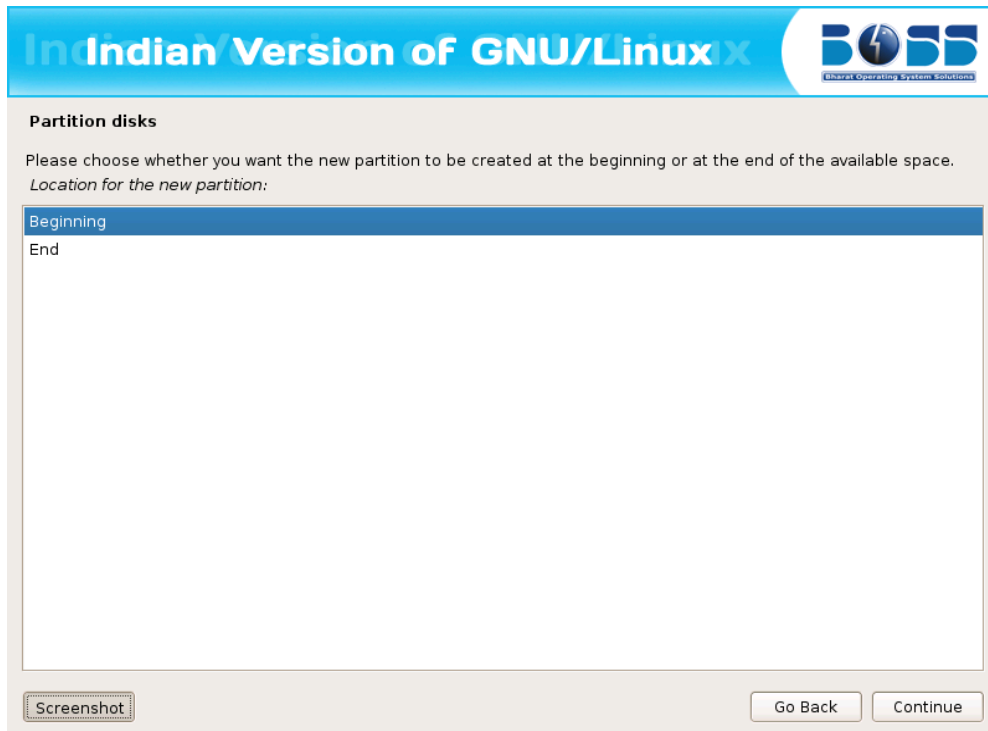 Indian Version of GNU/Linux
BOSS
Bharat Operating System Solutions
Partition disks
Please choose whether you want the new partition to be created at the beginning or at the end of the available space.
Location for the new partition:
Beginning
End
Screenshot
Go Back
Continue